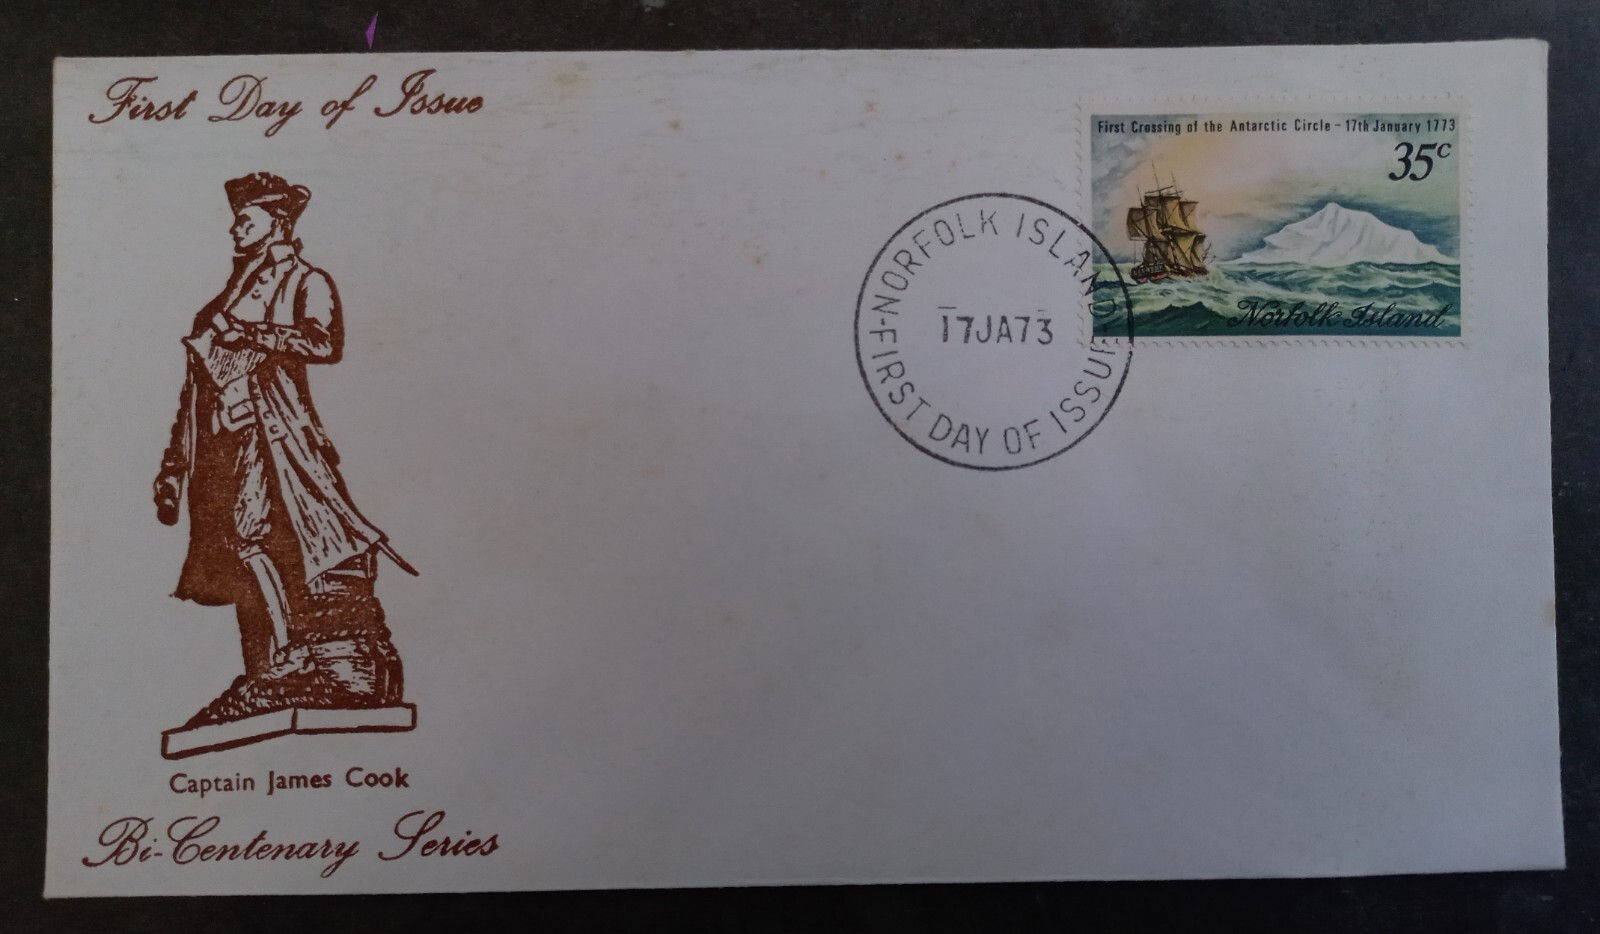 First Day of Issue
First Crossing of the Antarctic Circle - 17th January 1773
35c
Norfolk Island
NORFOLK ISLAND
17JA73
-FIRST DAY OF ISSUE-
Captain James Cook
Bi-Centenary Series